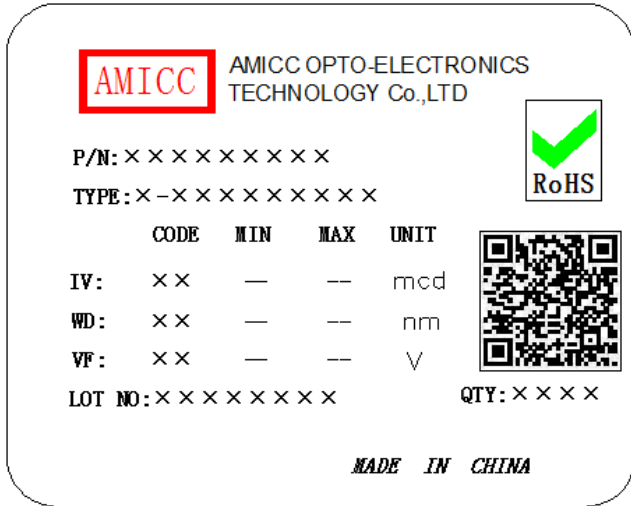 AMICC
AMICC OPTO-ELECTRONICS
TECHNOLOGY Co.,LTD
RoHS
P/N:×××××××××
TYPE:×-×××××××××
CODE MIN MAX UNIT
IV: ×× — -- mcd
WD: ×× — -- nm
VF: ×× — -- V
LOT NO:×××××××× QTY:××××
MADE IN CHINA